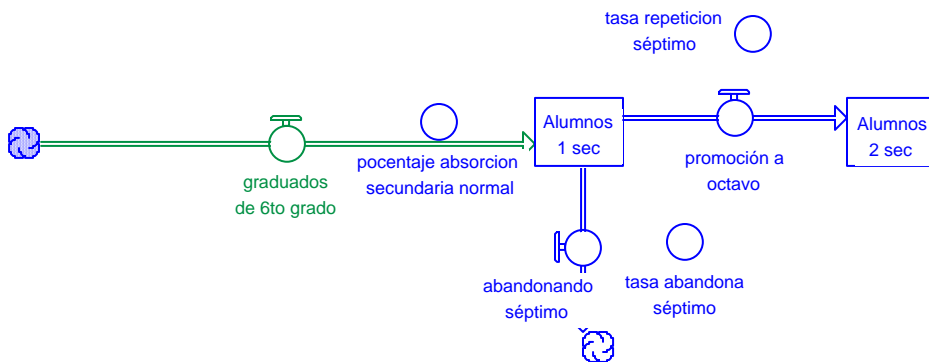 tasa repeticion
séptimo
Alumnos
1 sec
Alumnos
2 sec
pocentaje absorcion
secundaria normal
promoción a
octavo
graduados
de 6to grado
abandonando
séptimo
tasa abandona
séptimo